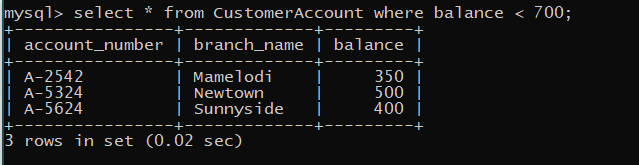 mysql> select * from CustomerAccount where balance < 700;
+----------------+-------------+---------+
| account_number | branch_name | balance |
+----------------+-------------+---------+
| A-2542         | Mamelodi    |     350 |
| A-5324         | Newtown     |     500 |
| A-5624         | Sunnyside   |     400 |
+----------------+-------------+---------+
3 rows in set (0.02 sec)